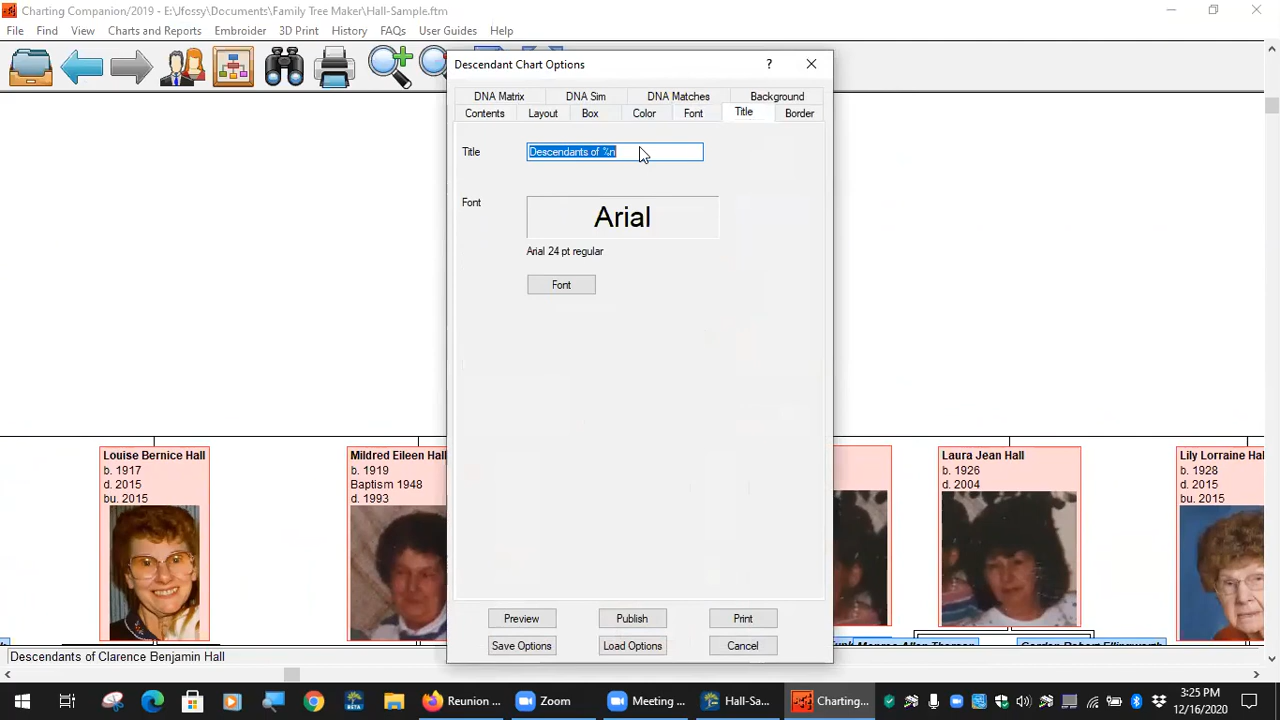 Charting Companion/2019 - E:\Jfossy\Documents\Family Tree Maker\Hall-Sample.ftm
File Find View Charts and Reports Embroider 3D Print History FAQs User Guides Help
Descendant Chart Options ?
DNA Matrix DNA Sim DNA Matches Background
Contents Layout Box Color Font Title Border
Title Descendants of %n
Font Arial
Arial 24 pt regular
Font
Louise Bernice Hall
b. 1917
d. 2015
bu. 2015
Mildred Eileen Hall
b. 1919
Baptism 1948
d. 1993
Laura Jean Hall
b. 1926
d. 2004
Lily Lorraine Ha
b. 1928
d. 2015
bu. 2015
Preview Publish Print
Save Options Load Options Cancel
Descendants of Clarence Benjamin Hall
Reunion ... Zoom Meeting ... Hall-Sa... Charting...
3:25 PM
12/16/2020